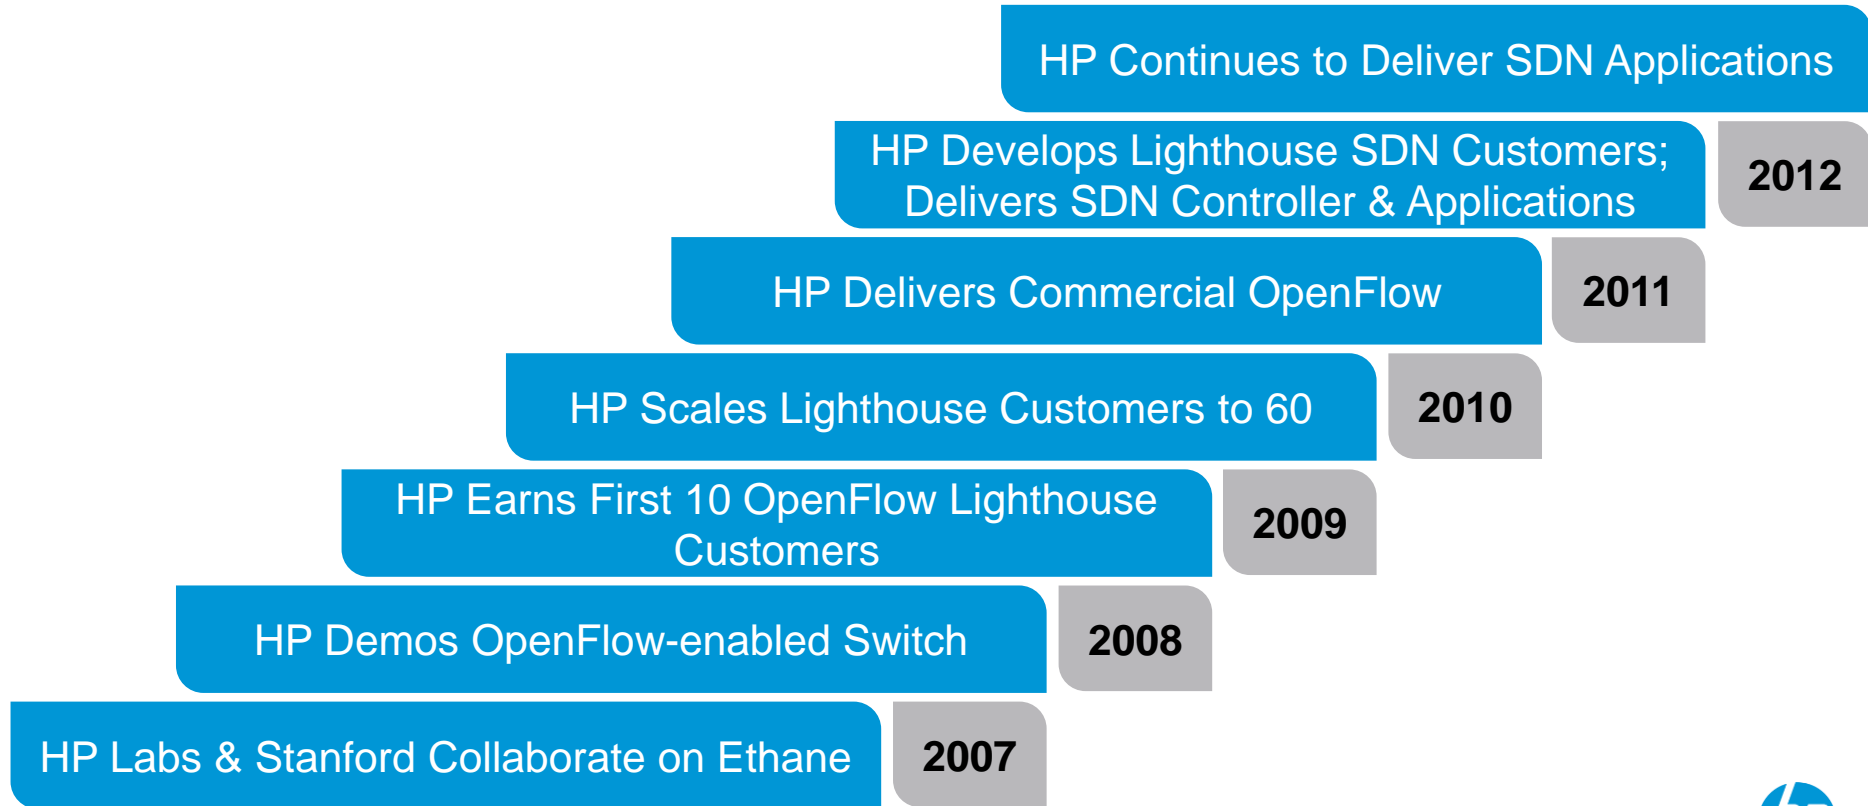 HP Continues to Deliver SDN Applications
HP Develops Lighthouse SDN Customers;
Delivers SDN Controller & Applications
2012
HP Delivers Commercial OpenFlow
2011
HP Scales Lighthouse Customers to 60
2010
HP Earns First 10 OpenFlow Lighthouse
Customers
2009
HP Demos OpenFlow-enabled Switch
2008
HP Labs & Stanford Collaborate on Ethane
2007